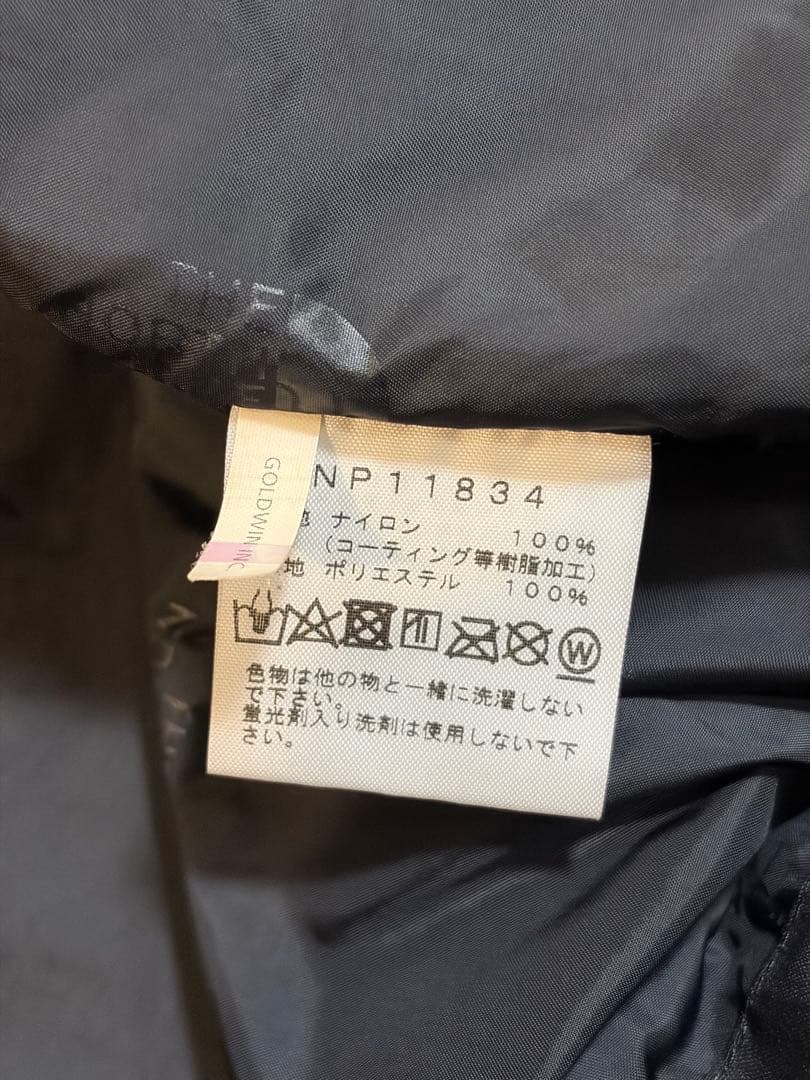 THE
GOLDWIN INC
NP11834
地 ナイロン 100%
(コーティング等樹脂加工)
地 ポリエステル 100%
W
色物は他の物と一緒に洗濯しない
で下さい。
蛍光剤入り洗剤は使用しないで下
さい。